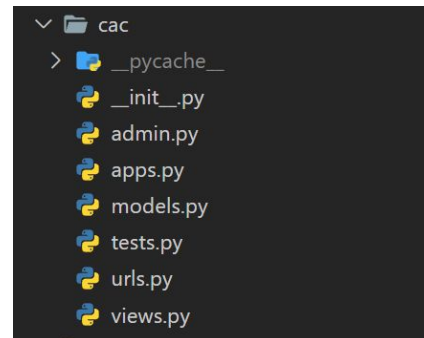 cac
__pycache__
__init__.py
admin.py
apps.py
models.py
tests.py
urls.py
views.py